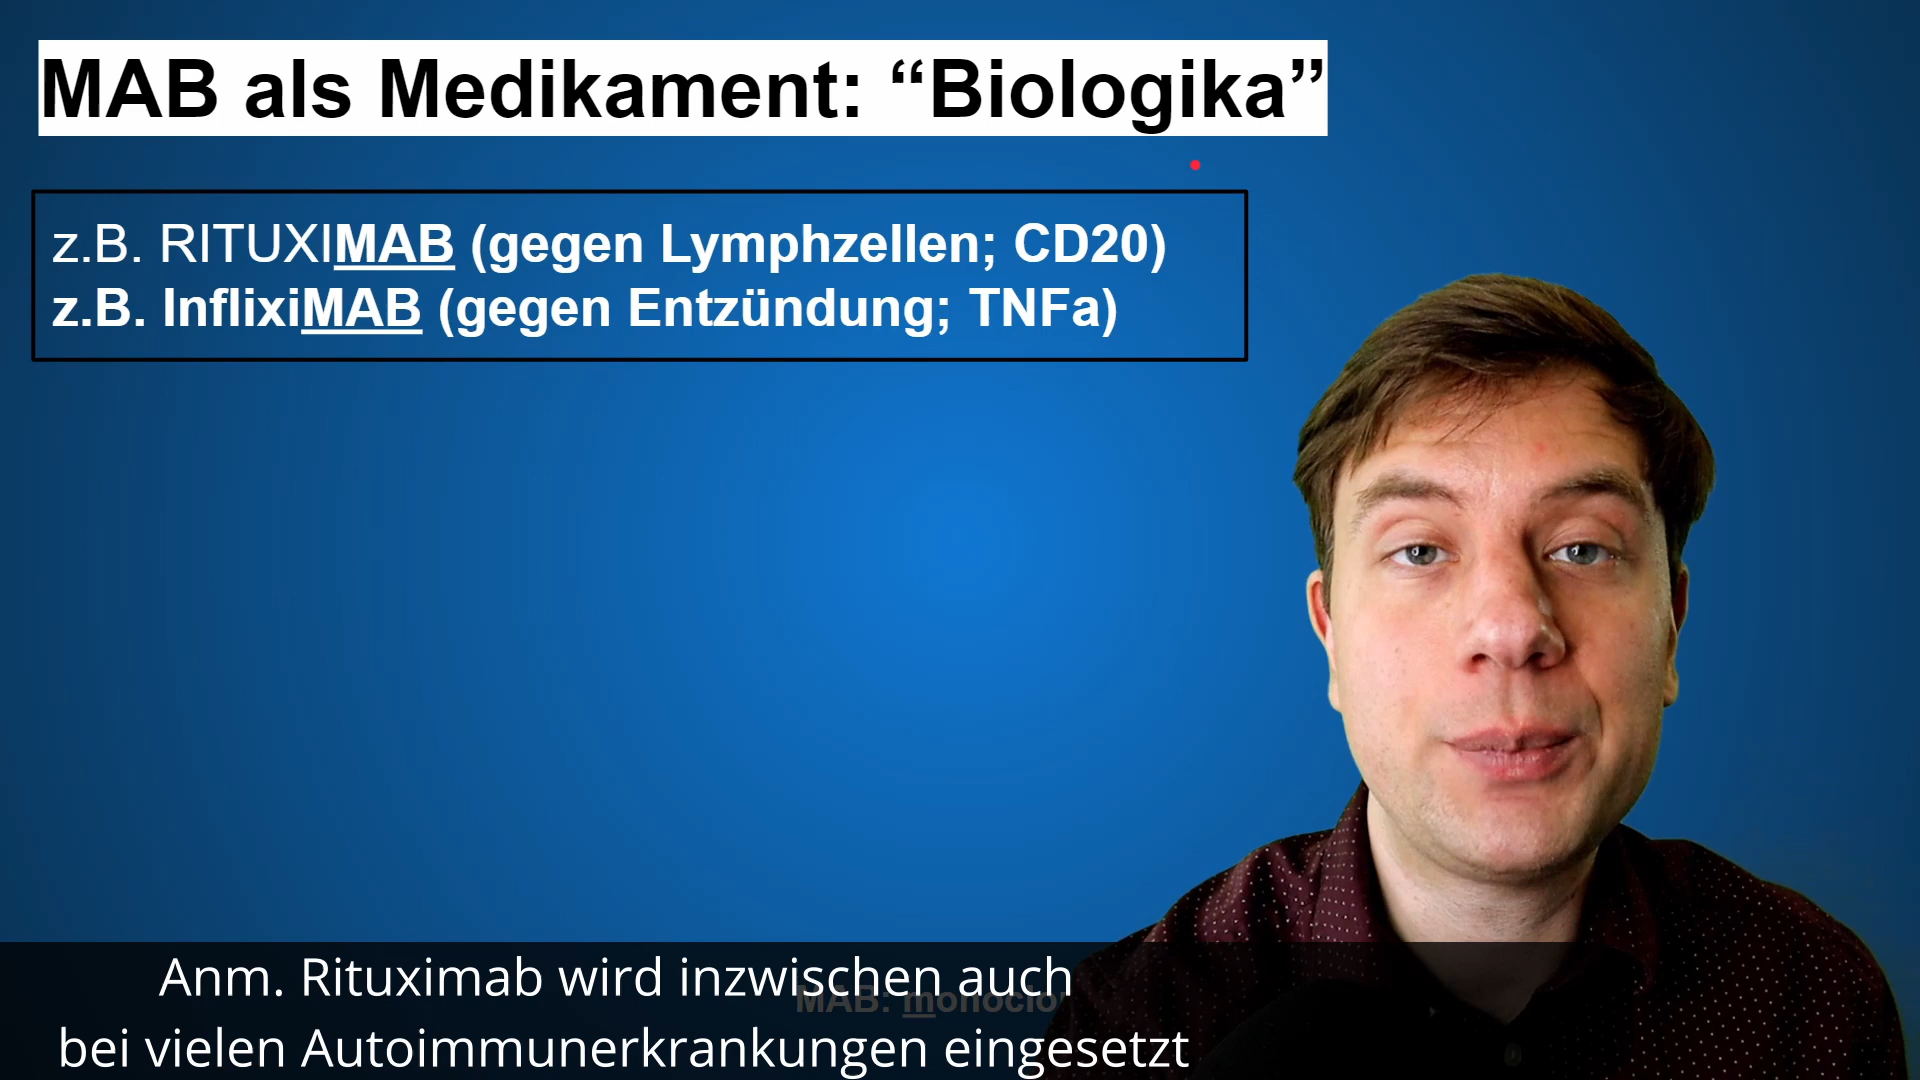 MAB als Medikament: “Biologika”
z.B. RITUXIMAB (gegen Lymphzellen; CD20)
z.B. InflixiMAB (gegen Entzündung; TNFa)
MAB:
Anm. Rituximab wird inzwischen auch
bei vielen Autoimmunerkrankungen eingesetzt